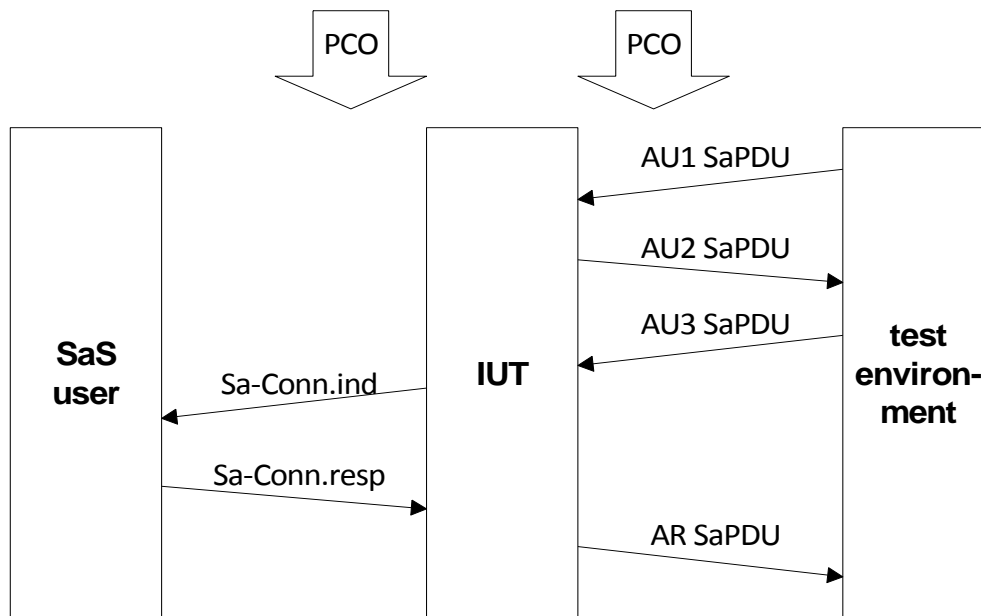 PCO
PCO
AU1 SaPDU
AU2 SaPDU
AU3 SaPDU
SaS
user
IUT
test
environ-
ment
Sa-Conn.ind
Sa-Conn.resp
AR SaPDU